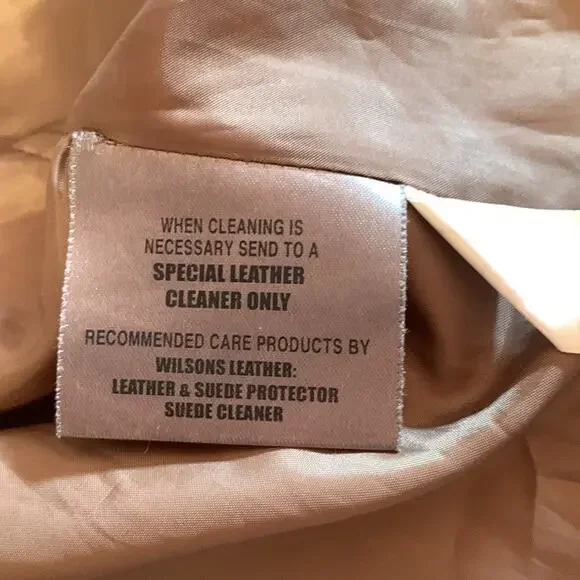 WHEN CLEANING IS
NECESSARY SEND TO A
SPECIAL LEATHER
CLEANER ONLY
RECOMMENDED CARE PRODUCTS BY
WILSONS LEATHER:
LEATHER & SUEDE PROTECTOR
SUEDE CLEANER